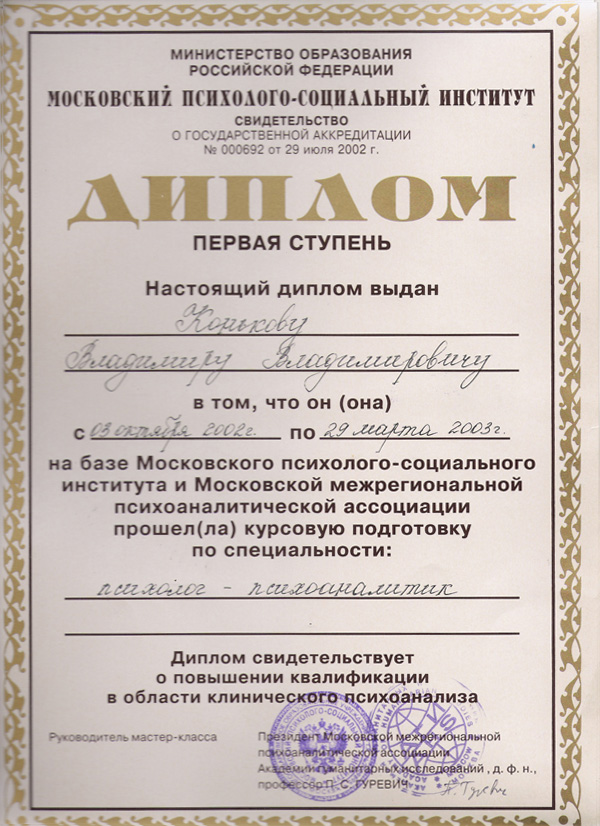 МИНИСТЕРСТВО ОБРАЗОВАНИЯ
РОССИЙСКОЙ ФЕДЕРАЦИИ
МОСКОВСКИЙ ПСИХОЛОГО-СОЦИАЛЬНЫЙ ИНСТИТУТ
СВИДЕТЕЛЬСТВО
О ГОСУДАРСТВЕННОЙ АККРЕДИТАЦИИ
№ 000692 от 29 июля 2002 г.
ДИПЛОМ
ПЕРВАЯ СТУПЕНЬ
Настоящий диплом выдан
Конькову
Владимиру Владимировичу
в том, что он (она)
с 03 октября 2002г. по 29 марта 2003г.
на базе Московского психолого-социального
института и Московской межрегиональной
психоаналитической ассоциации
прошел(ла) курсовую подготовку
по специальности:
психолог - психоаналитик
Диплом свидетельствует
о повышении квалификации
в области клинического психоанализа
Руководитель мастер-класса
Президент Московской межрегиональной
психоаналитической ассоциации
Академии гуманитарных исследований , д. ф. н.,
профессор П. С. ГУРЕВИЧ